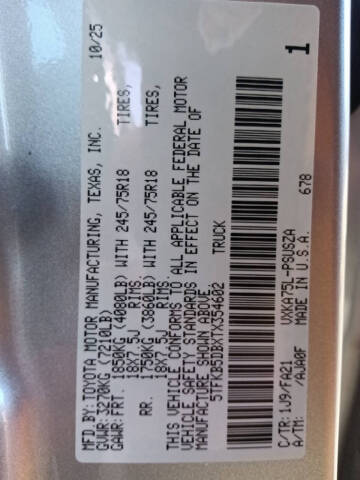 MFD.BY: TOYOTA MOTOR MANUFACTURING, TEXAS, INC. 10/25
GVWR: 3270KG (7210LB)
GAWR: FRT. 1850KG (4080LB) WITH 245/75R18 TIRES,
18X7.5J RIMS
RR. 1750KG (3860LB) WITH 245/75R18 TIRES,
18X7.5J RIMS
THIS VEHICLE CONFORMS TO ALL APPLICABLE FEDERAL MOTOR
VEHICLE SAFETY STANDARDS IN EFFECT ON THE DATE OF
MANUFACTURE SHOWN ABOVE.
5TFKB5DBXTX354602 TRUCK
678
C/TR: 1J9/FA21 VXKA75L-PSUSZA
A/TM: -/AJA0F MADE IN U.S.A.
1